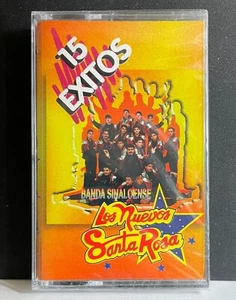 15
EXITOS
BANDA SINALOENSE
Los Nuevos
Santa Rosa